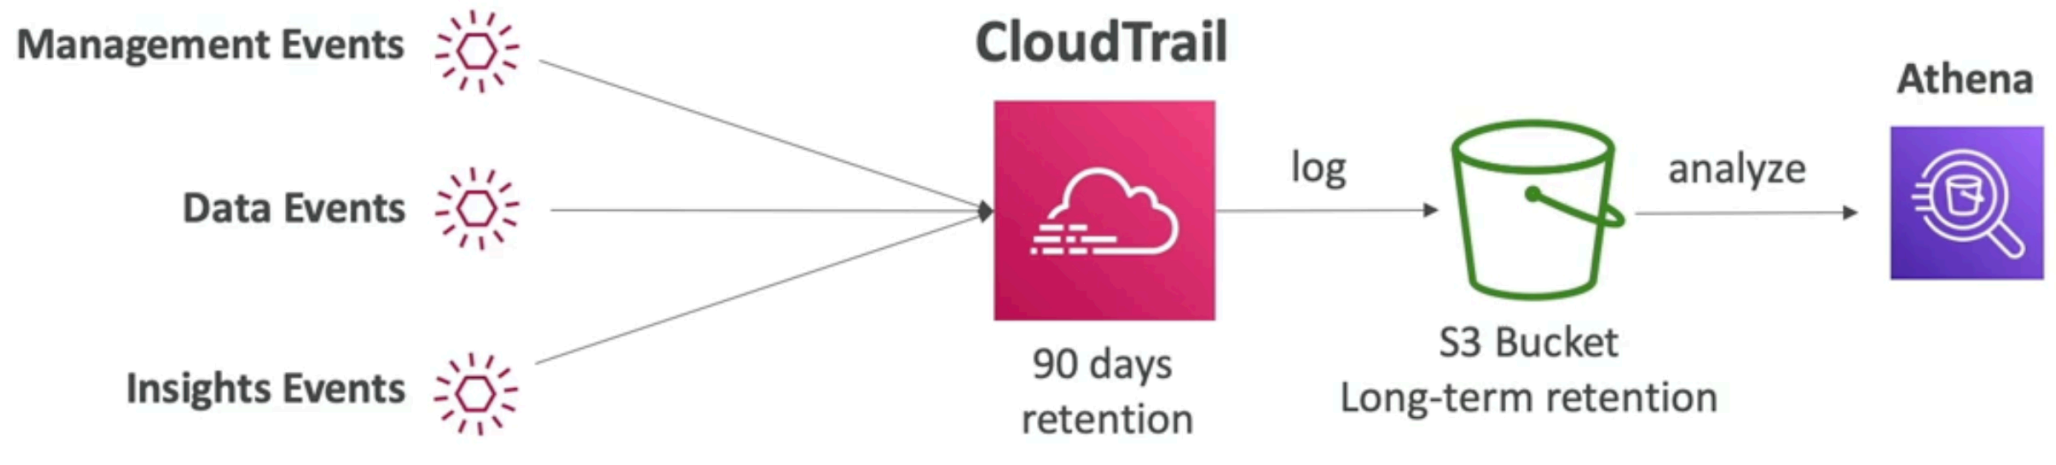 Management Events
Data Events
Insights Events
CloudTrail
90 days
retention
log
S3 Bucket
Long-term retention
analyze
Athena